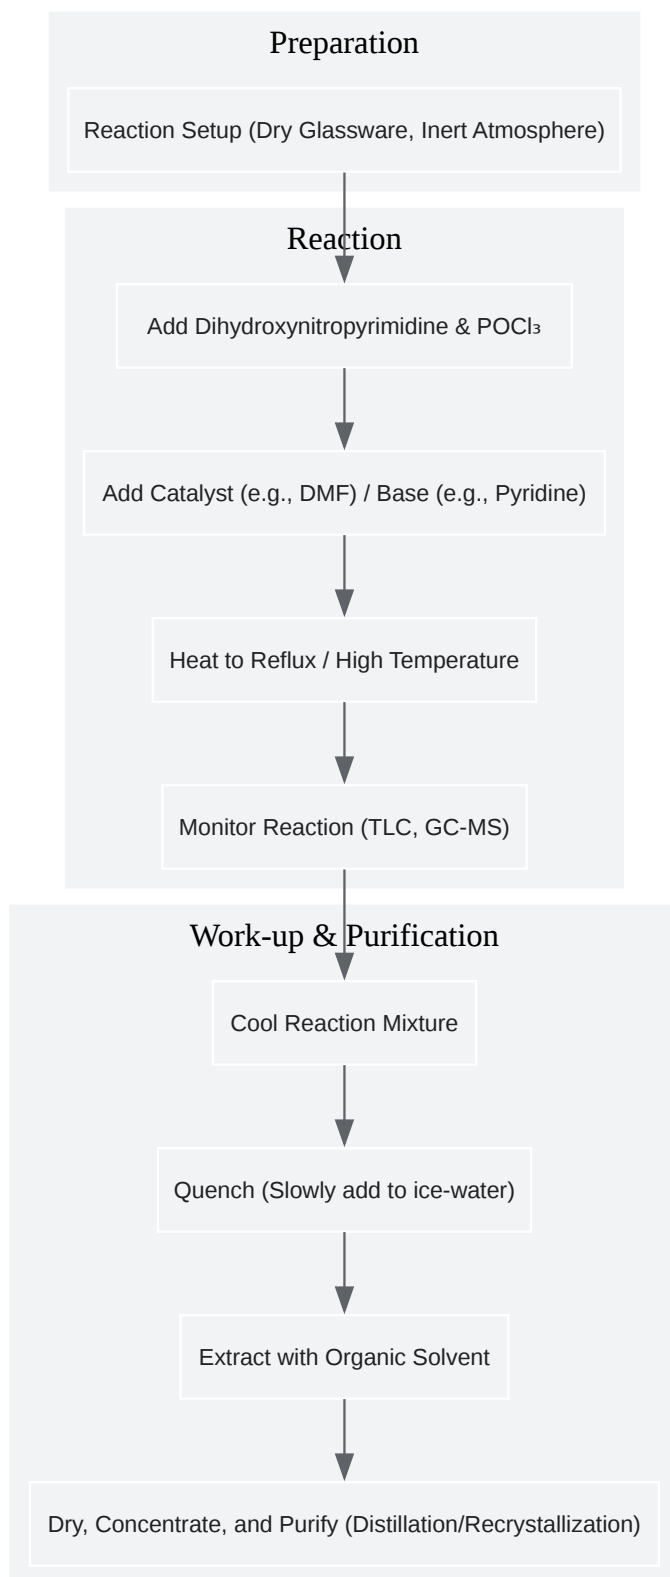 Preparation
Reaction Setup (Dry Glassware, Inert Atmosphere)
Reaction
Add Dihydroxynitropyrimidine & POCl₃
Add Catalyst (e.g., DMF) / Base (e.g., Pyridine)
Heat to Reflux / High Temperature
Monitor Reaction (TLC, GC-MS)
Work-up & Purification
Cool Reaction Mixture
Quench (Slowly add to ice-water)
Extract with Organic Solvent
Dry, Concentrate, and Purify (Distillation/Recrystallization)